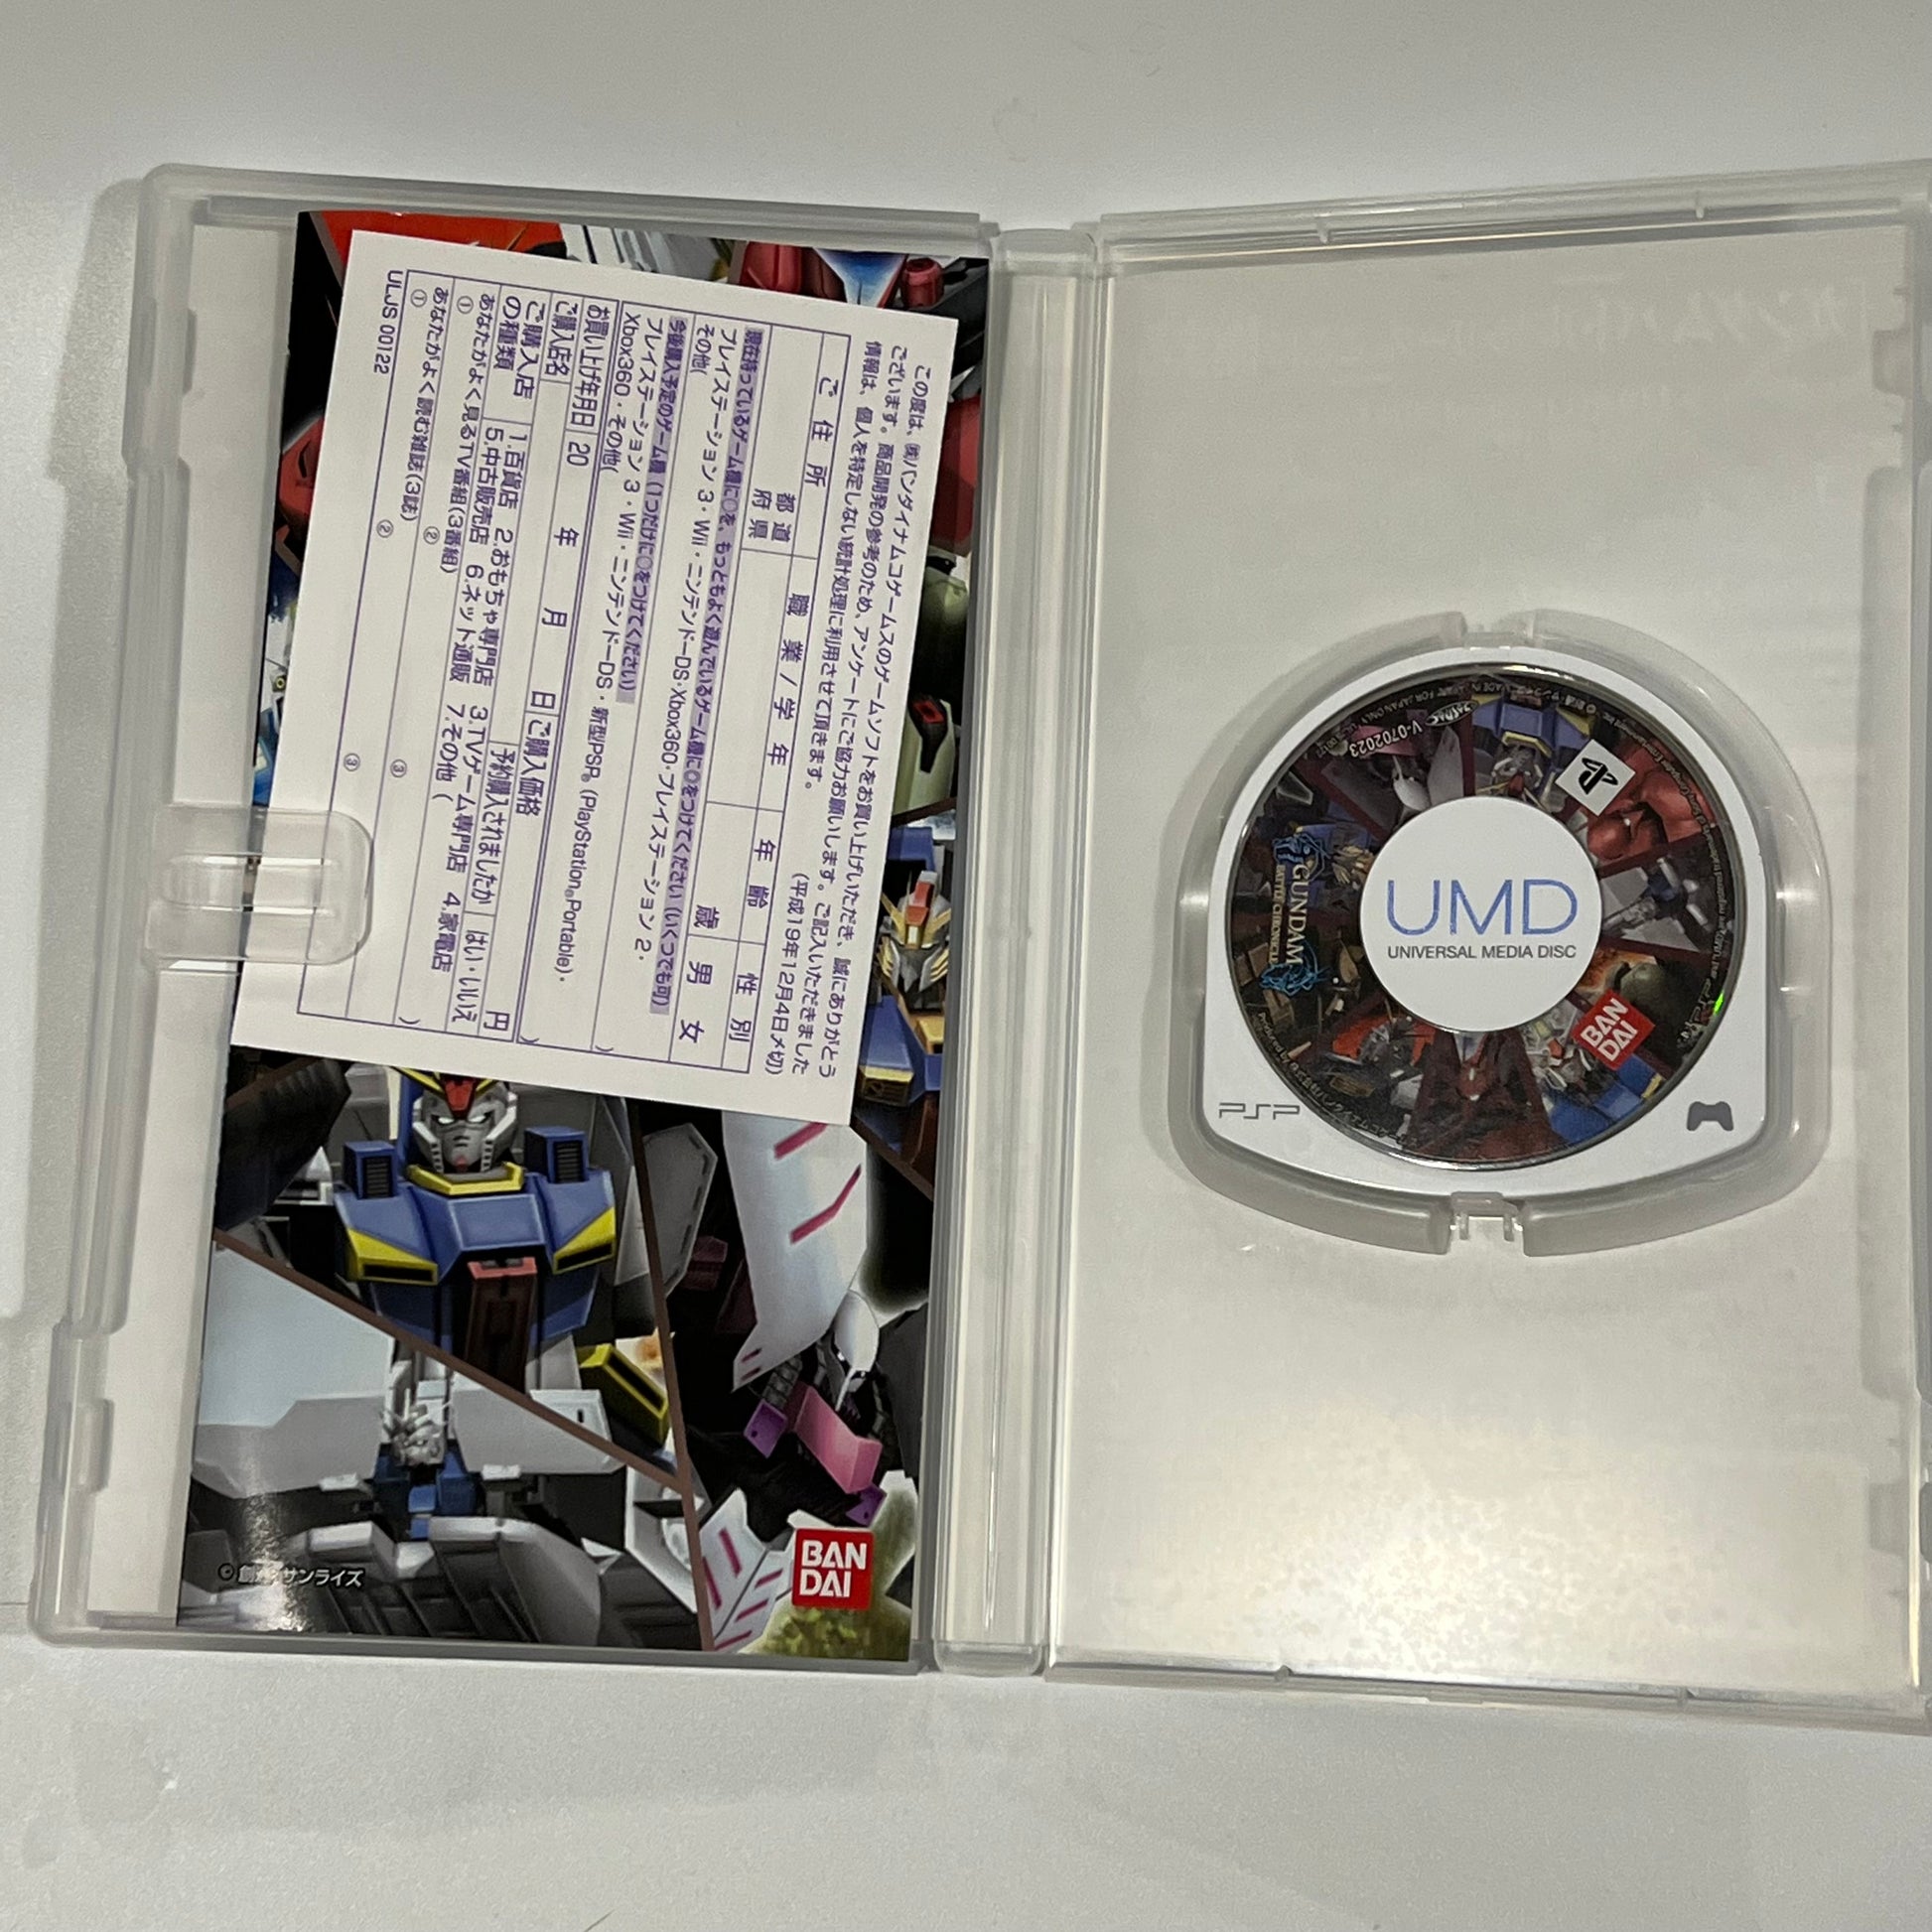 この度は、㈱バンダイナムコゲームスのゲームソフトをお買い上げいただき、誠にありがとう
ございます。商品開発の参考のため、アンケートにご協力お願いします。ご記入いただきました
情報は、個人を特定しない統計処理に利用させて頂きます。
(平成19年12月4日〆切)
ご住所
都道
府県
職業/学年
年齢
歳
性別
男 女
現在持っているゲーム機に○を、もっともよく遊んでいるゲーム機に◎をつけてください(いくつでも可)
プレイステーション3・Wii・ニンテンドーDS・Xbox360・プレイステーション2・
その他( )
今後購入予定のゲーム機(1つだけに○をつけてください)
プレイステーション3・Wii・ニンテンドーDS・新型PSP®(PlayStation®Portable)・
Xbox360・その他( )
お買い上げ年月日 20 年 月 日 ご購入価格 円
ご購入店名
予約購入されましたか はい・いいえ
ご購入店
の種類
1.百貨店 2.おもちゃ専門店 3.TVゲーム専門店 4.家電店
5.中古販売店 6.ネット通販 7.その他( )
あなたがよく見るTV番組(3番組)
① ② ③
あなたがよく読む雑誌(3誌)
① ② ③
ULJS 00122
サンライズ
BAN
DAI
GUNDAM
BATTLE CHRONICLE
V-0702023
UMD
UNIVERSAL MEDIA DISC
BAN
DAI
PSP